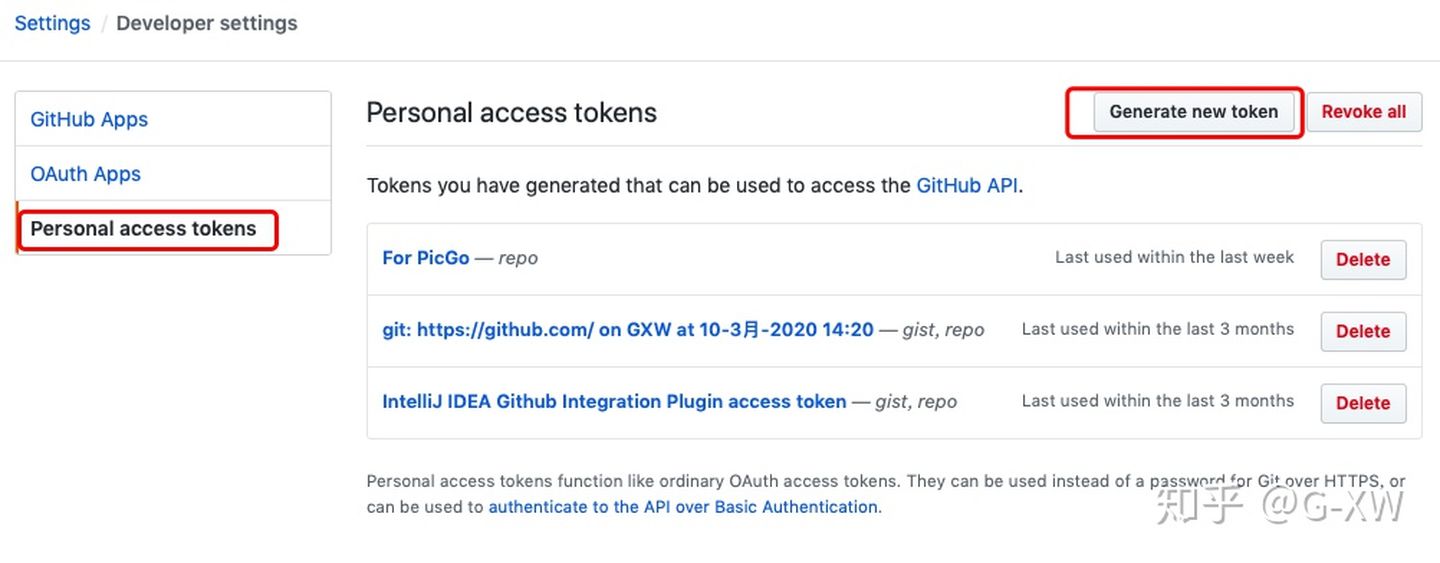 Settings / Developer settings
GitHub Apps
OAuth Apps
Personal access tokens
Personal access tokens
Generate new token
Revoke all
Tokens you have generated that can be used to access the GitHub API.
For PicGo — repo
Last used within the last week
Delete
git: https://github.com/ on GXW at 10-3月-2020 14:20 — gist, repo
Last used within the last 3 months
Delete
IntelliJ IDEA Github Integration Plugin access token — gist, repo
Last used within the last 3 months
Delete
Personal access tokens function like ordinary OAuth access tokens. They can be used instead of a password for Git over HTTPS, or
can be used to authenticate to the API over Basic Authentication.
知乎 @G-XW